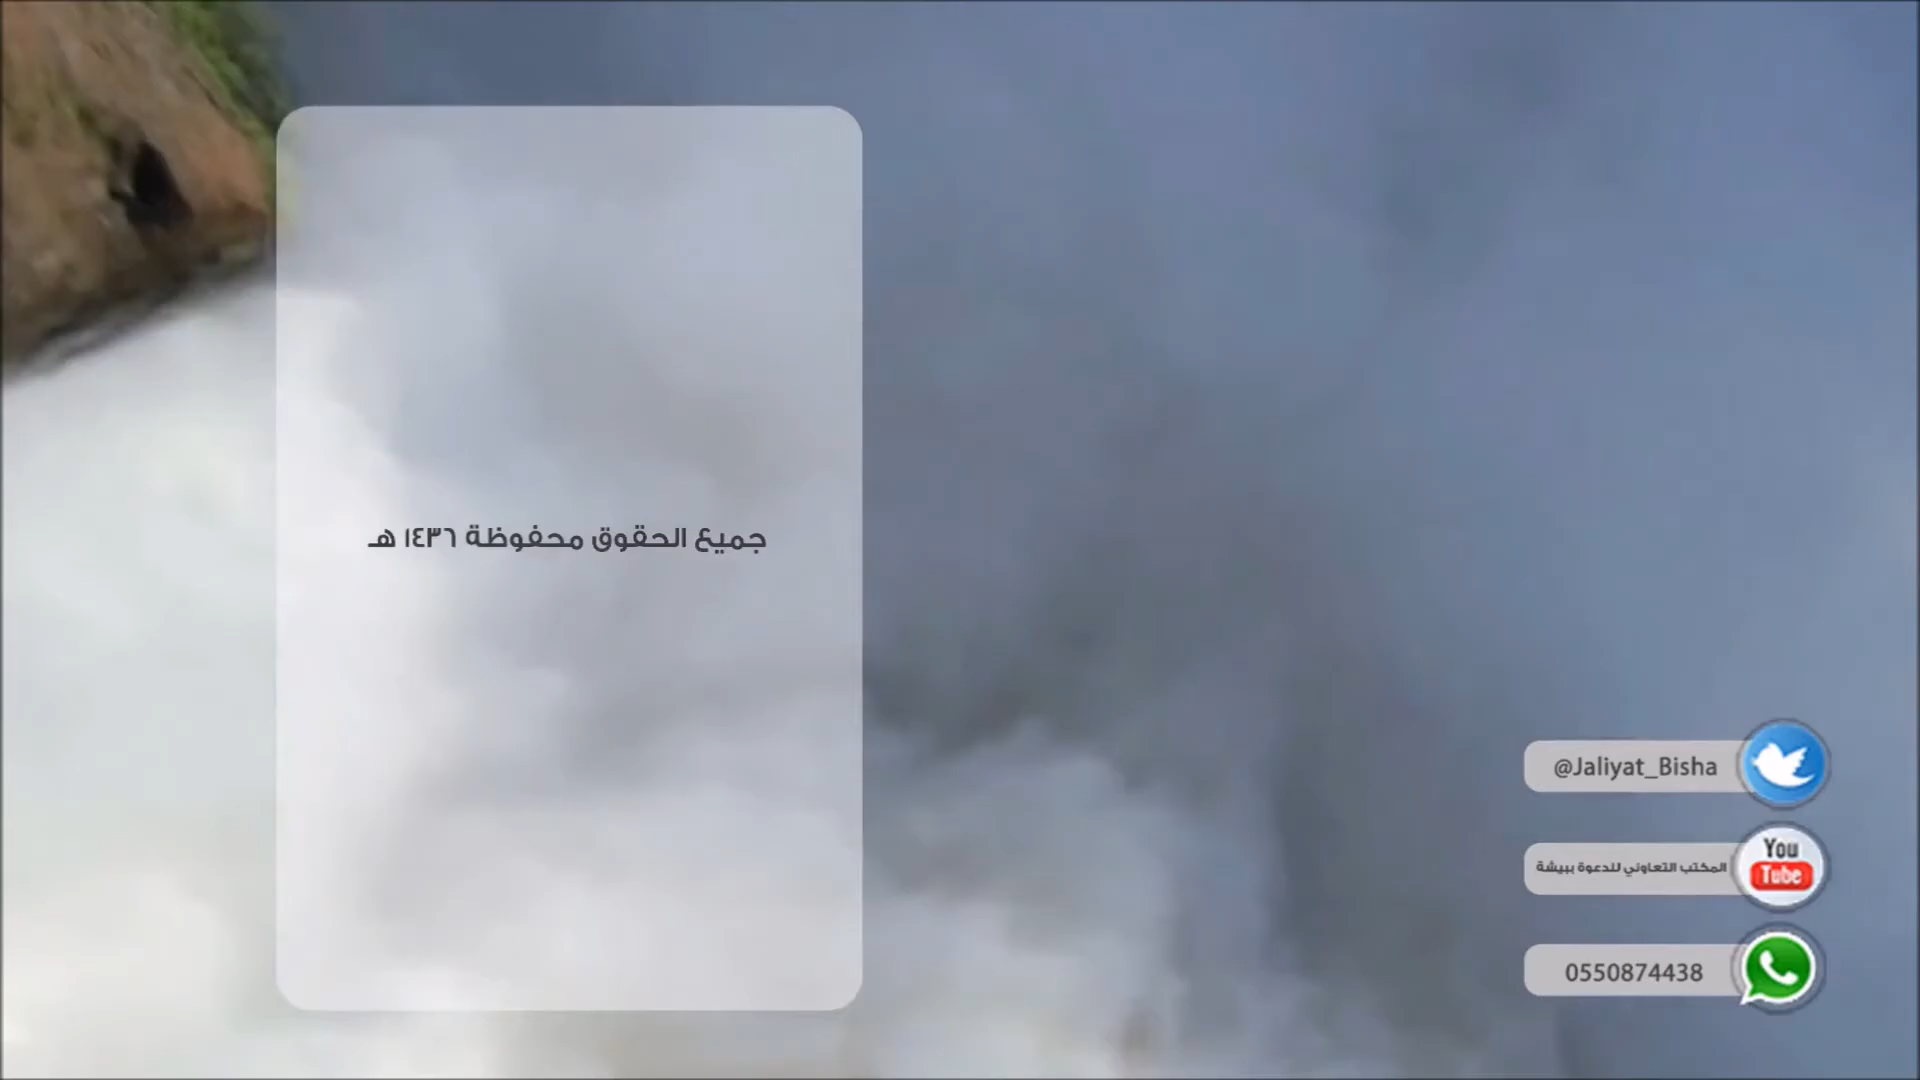 جميع الحقوق محفوظة ١٤٣٦ هـ
@Jaliyat_Bisha
المكتب التعاوني للدعوة ببيشة
You
Tube
0550874438